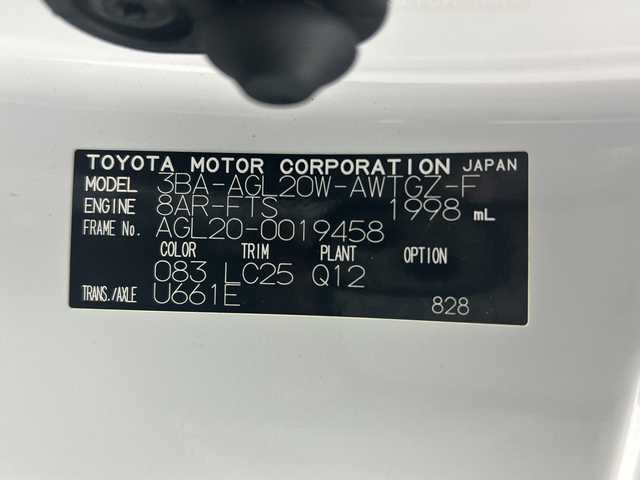 TOYOTA MOTOR CORPORATION JAPAN
MODEL 3BA-AGL20W-AWTGZ-F
ENGINE 8AR-FTS 1998 mL
FRAME No. AGL20-0019458
COLOR TRIM PLANT OPTION
083 LC25 Q12
TRANS./AXLE U661E
828